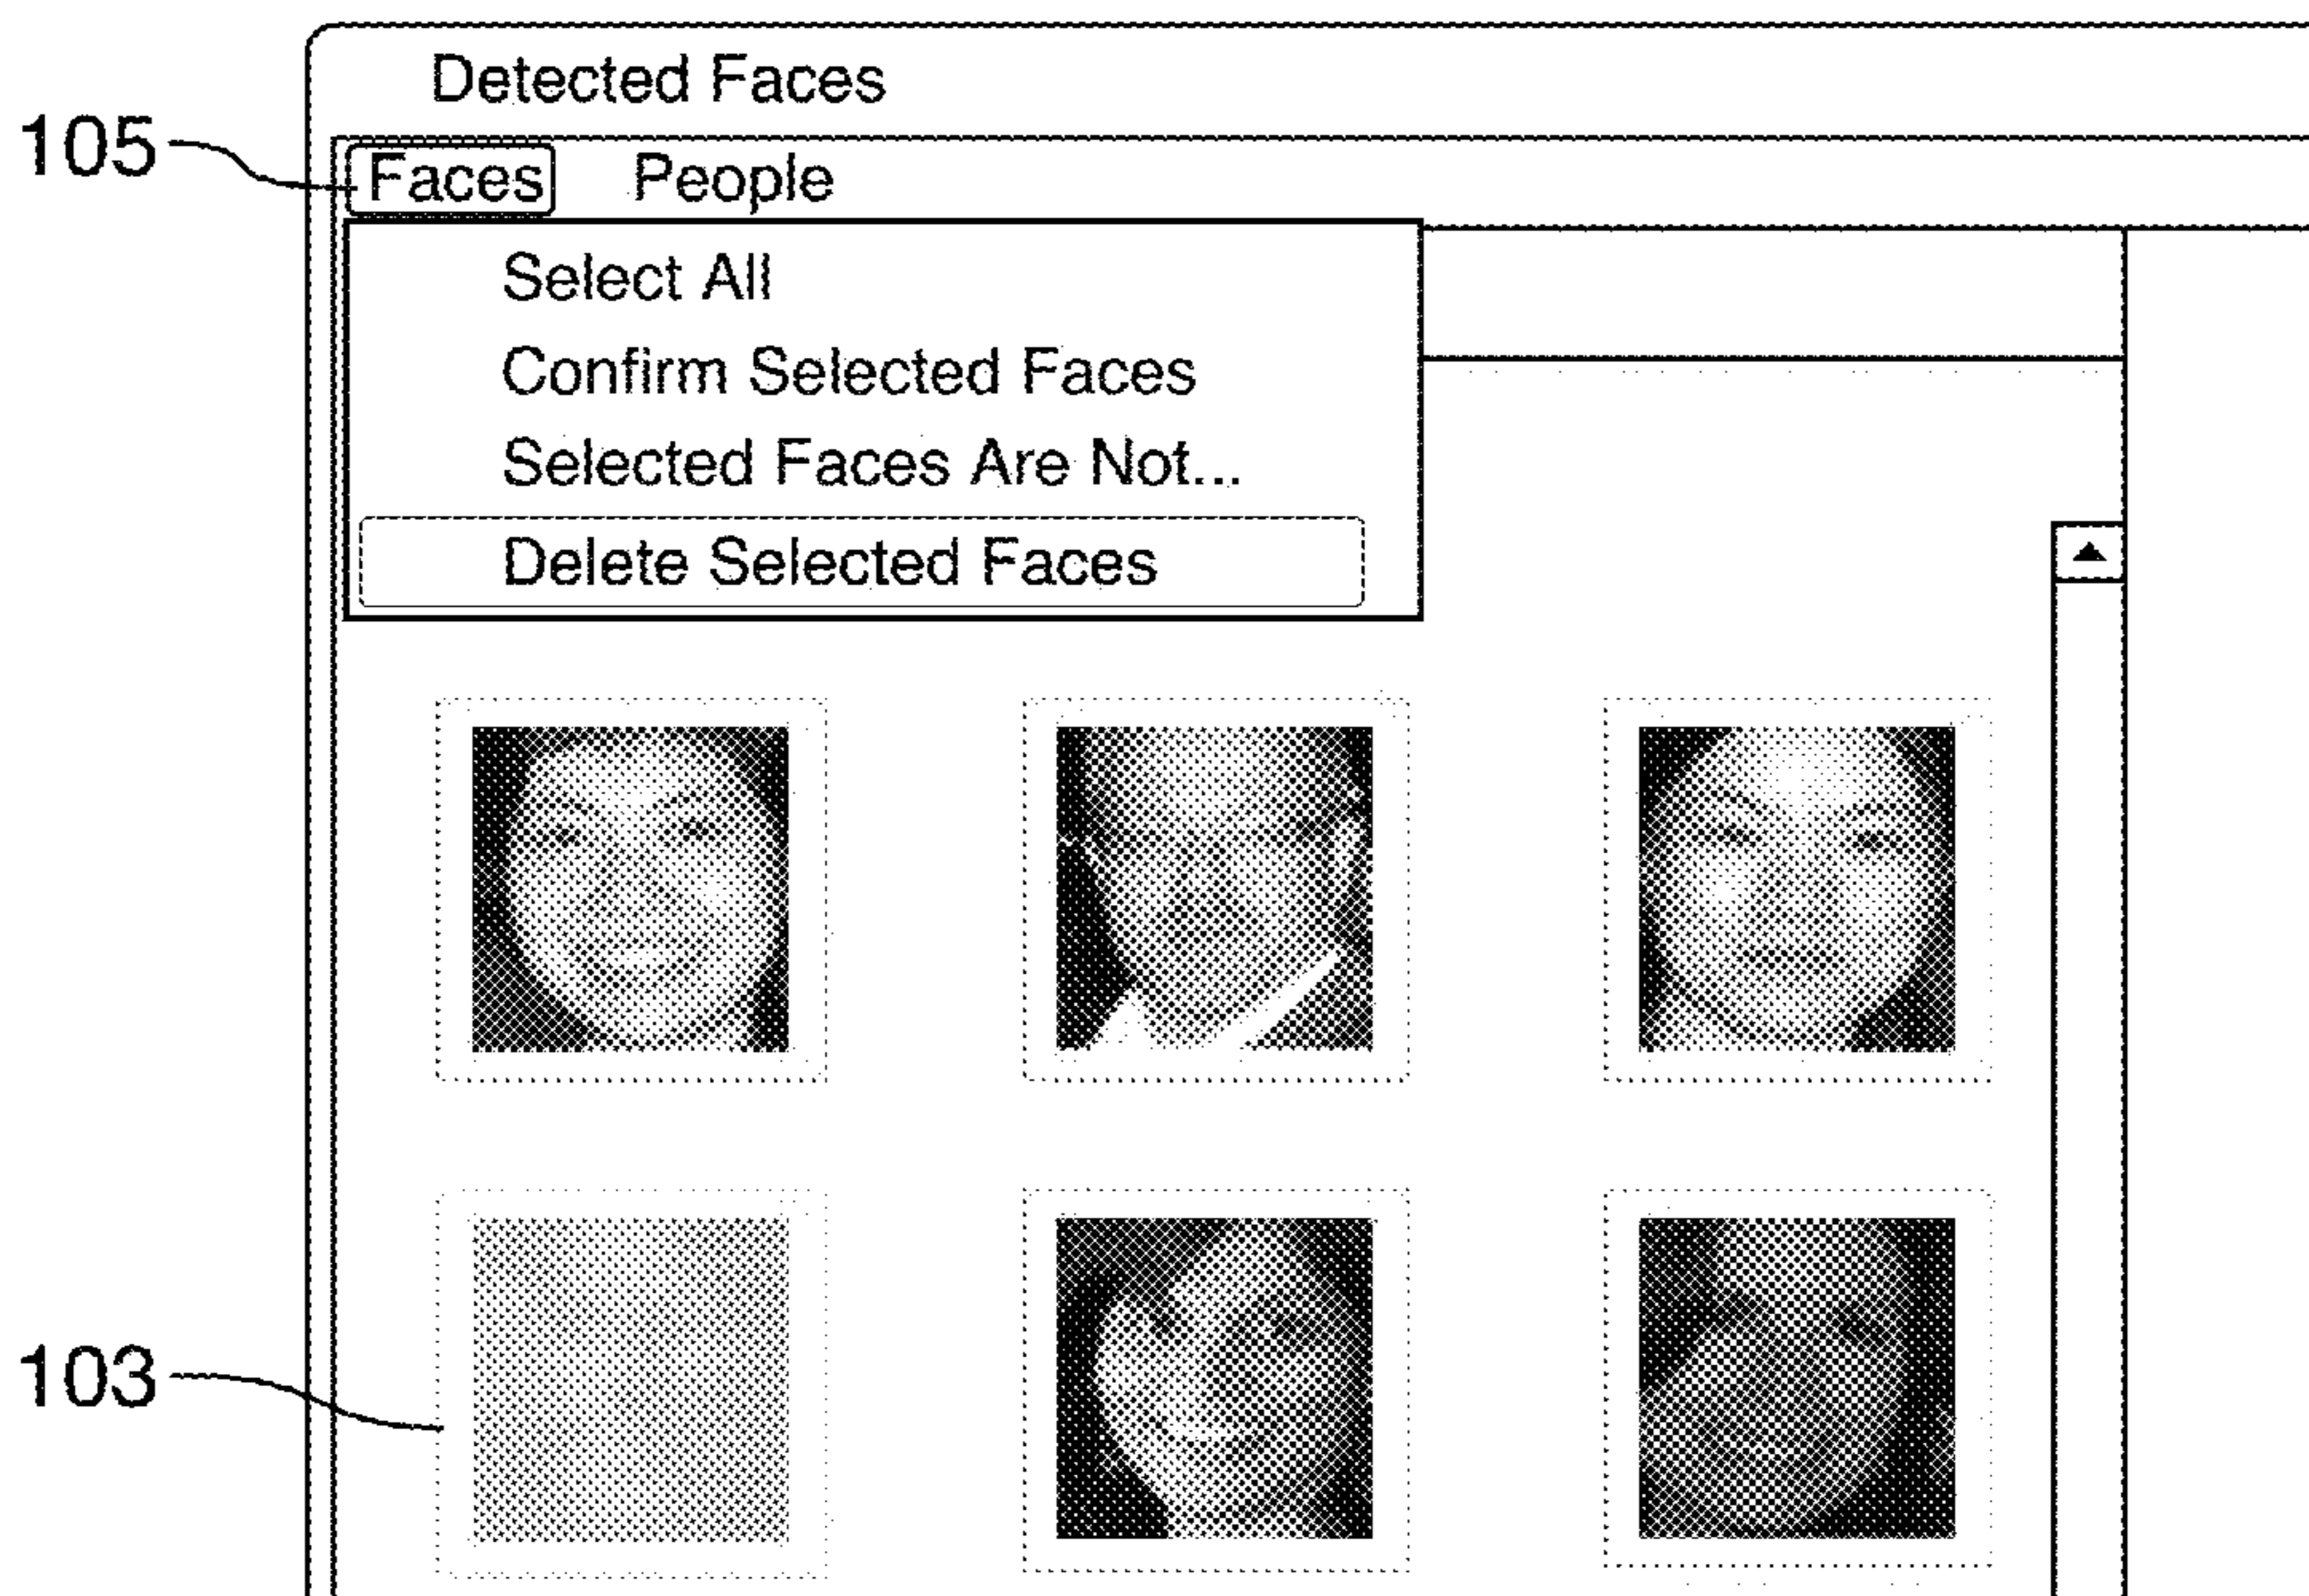 Detected Faces
105
Faces People
Select All
Confirm Selected Faces
Selected Faces Are Not...
Delete Selected Faces
103